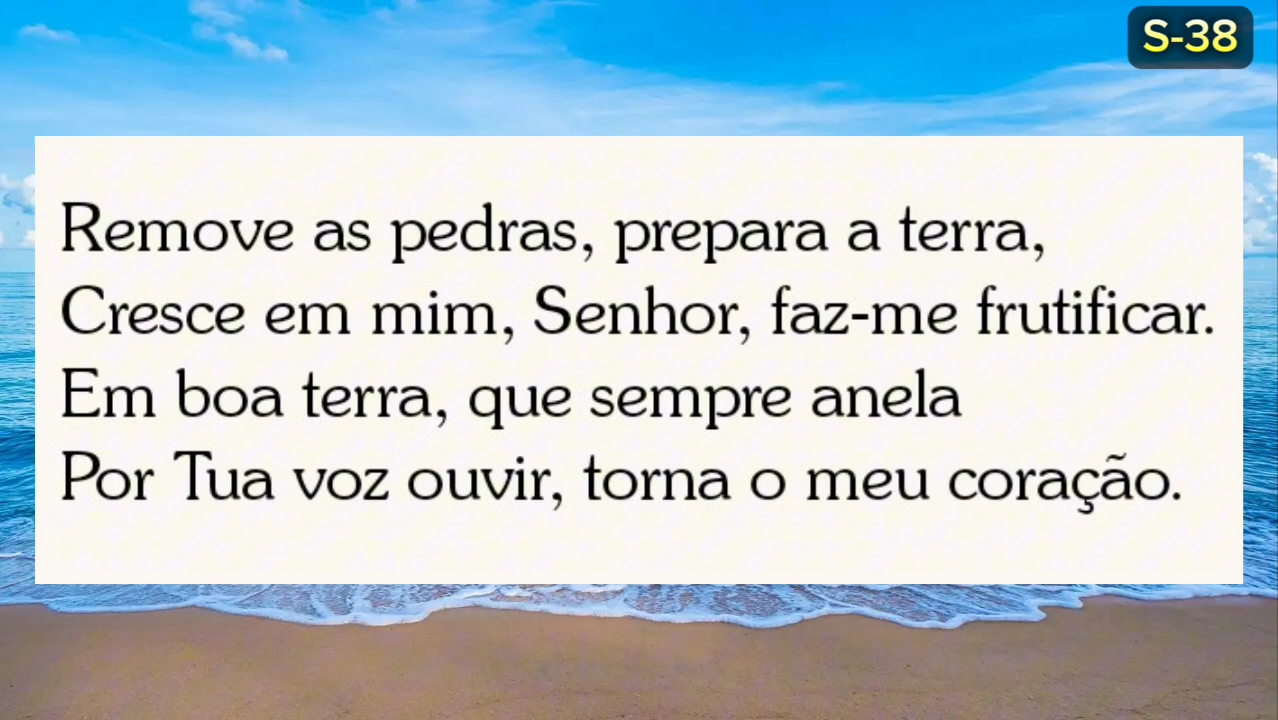 S-38
Remove as pedras, prepara a terra,
Cresce em mim, Senhor, faz-me frutificar.
Em boa terra, que sempre anela
Por Tua voz ouvir, torna o meu coração.